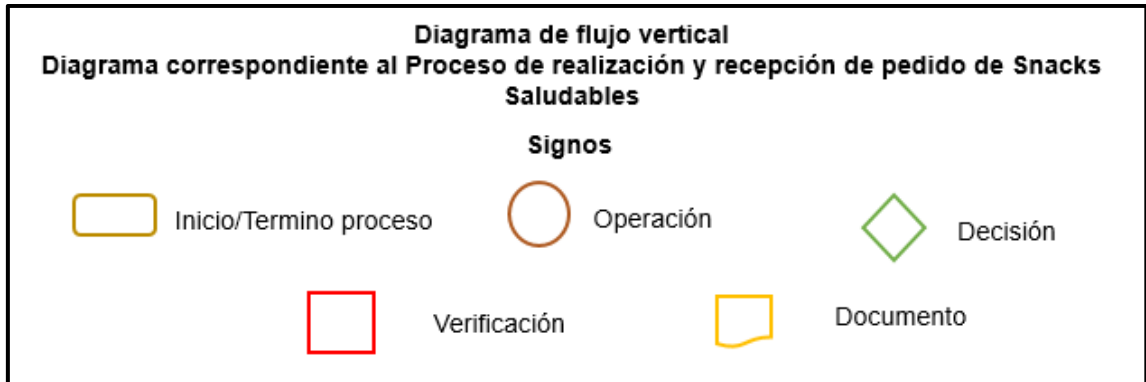 Diagrama de flujo vertical
Diagrama correspondiente al Proceso de realización y recepción de pedido de Snacks
Saludables
Signos
Inicio/Termino proceso
Operación
Decisión
Verificación
Documento